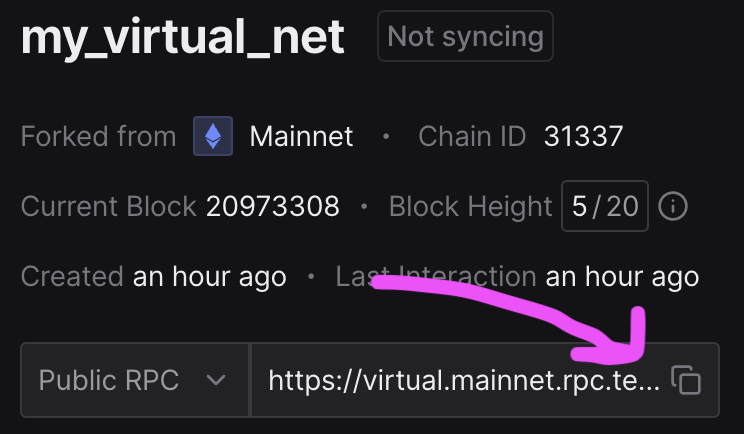 my_virtual_net Not syncing
Forked from Mainnet • Chain ID 31337
Current Block 20973308 • Block Height 5/20
Created an hour ago • Last Interaction an hour ago
Public RPC https://virtual.mainnet.rpc.te...